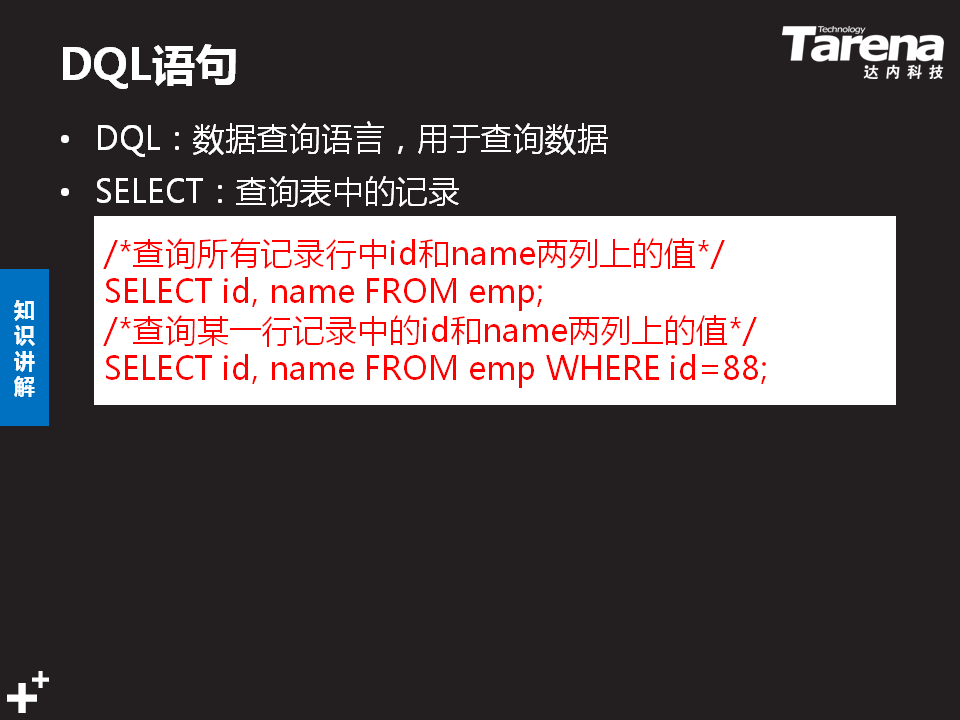 DQL语句
Technology
Tarena
达内科技
• DQL：数据查询语言，用于查询数据
• SELECT：查询表中的记录
/*查询所有记录行中id和name两列上的值*/
SELECT id, name FROM emp;
/*查询某一行记录中的id和name两列上的值*/
SELECT id, name FROM emp WHERE id=88;
知识讲解